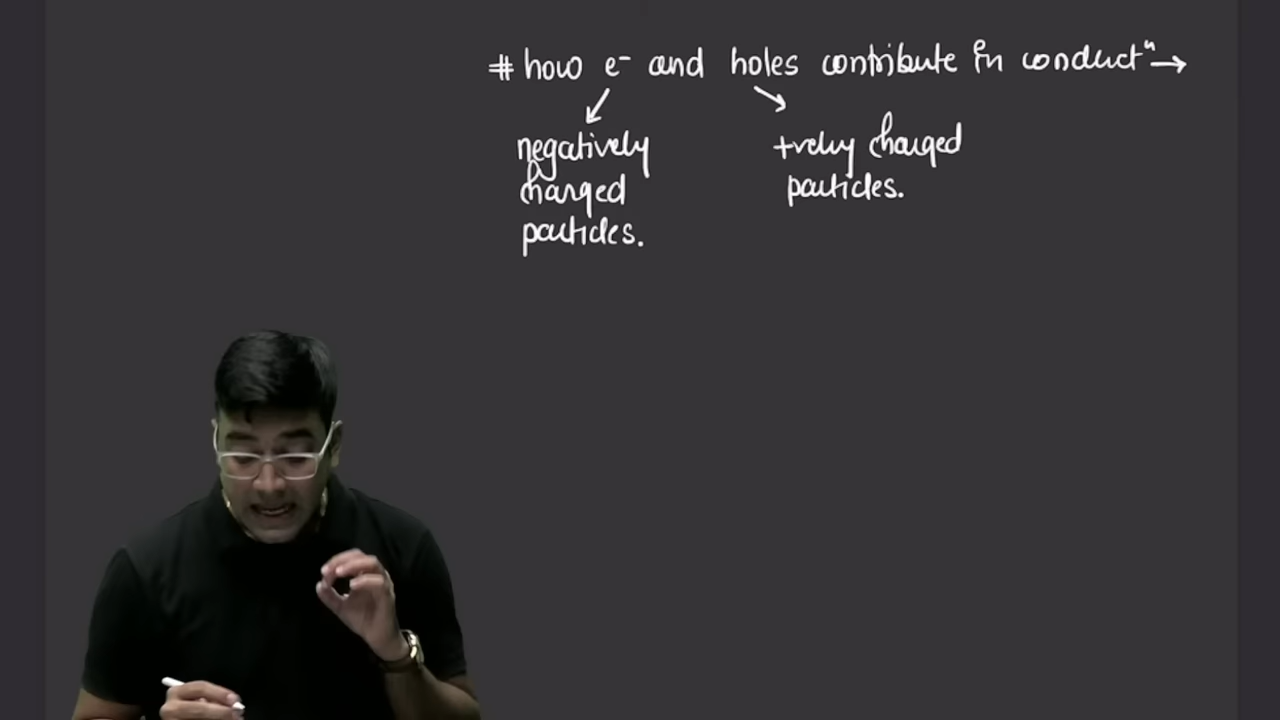 # how e⁻ and holes contribute in conductⁿ →
negatively
charged
particles.
+vely charged
particles.